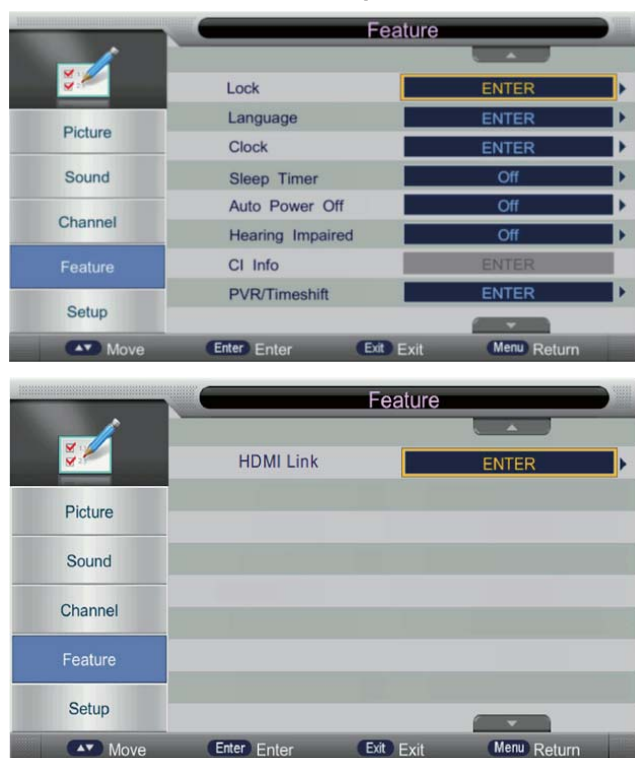 Feature
Lock ENTER
Language ENTER
Picture
Clock ENTER
Sound
Sleep Timer Off
Auto Power Off Off
Channel
Hearing Impaired Off
Feature
CI Info ENTER
PVR/Timeshift ENTER
Setup
Move Enter Enter Exit Exit Menu Return
Feature
HDMI Link ENTER
Picture
Sound
Channel
Feature
Setup
Move Enter Enter Exit Exit Menu Return